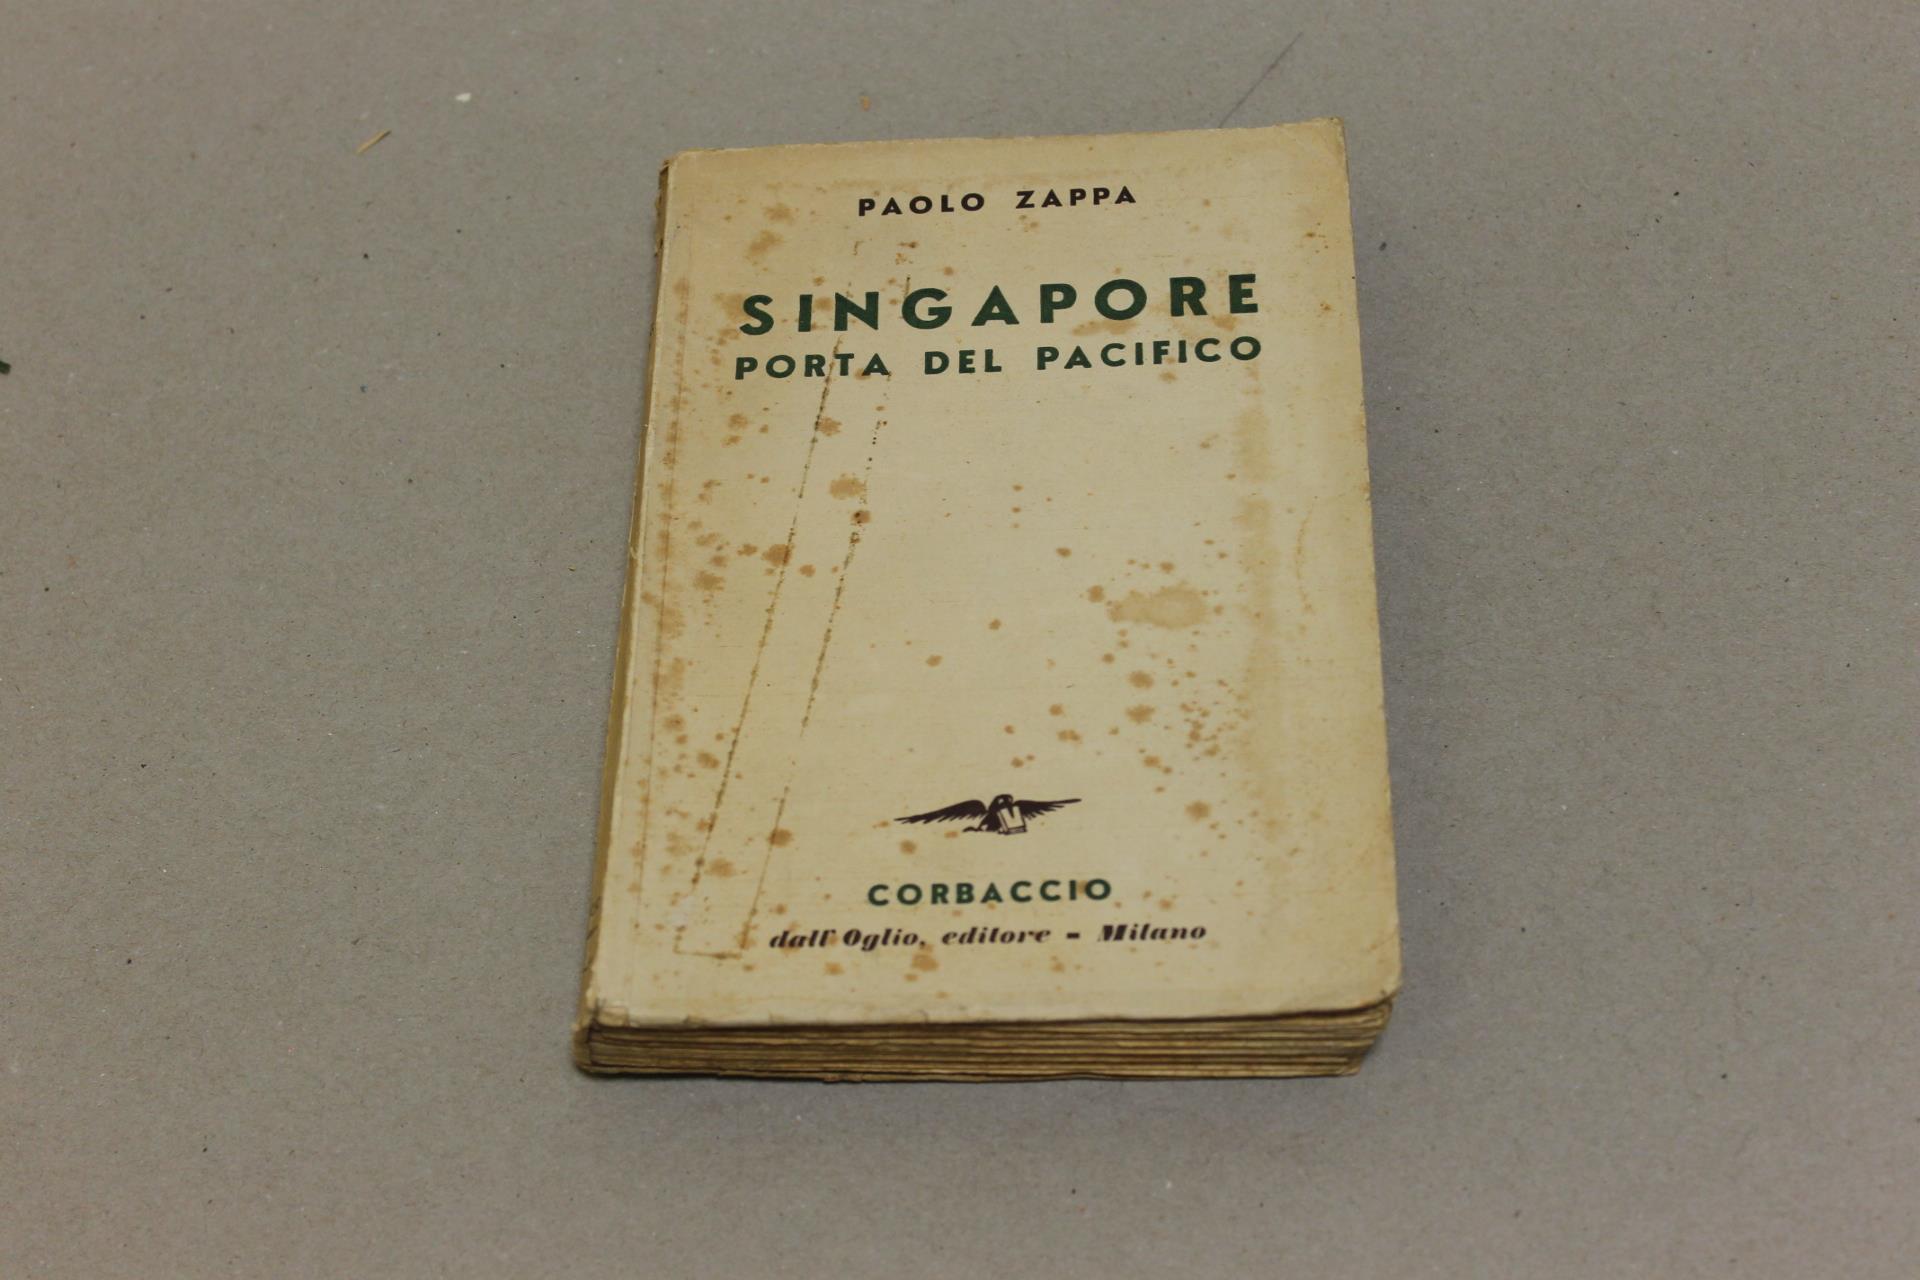 PAOLO ZAPPA
SINGAPORE
PORTA DEL PACIFICO
CORBACCIO
dall'Oglio, editore - Milano